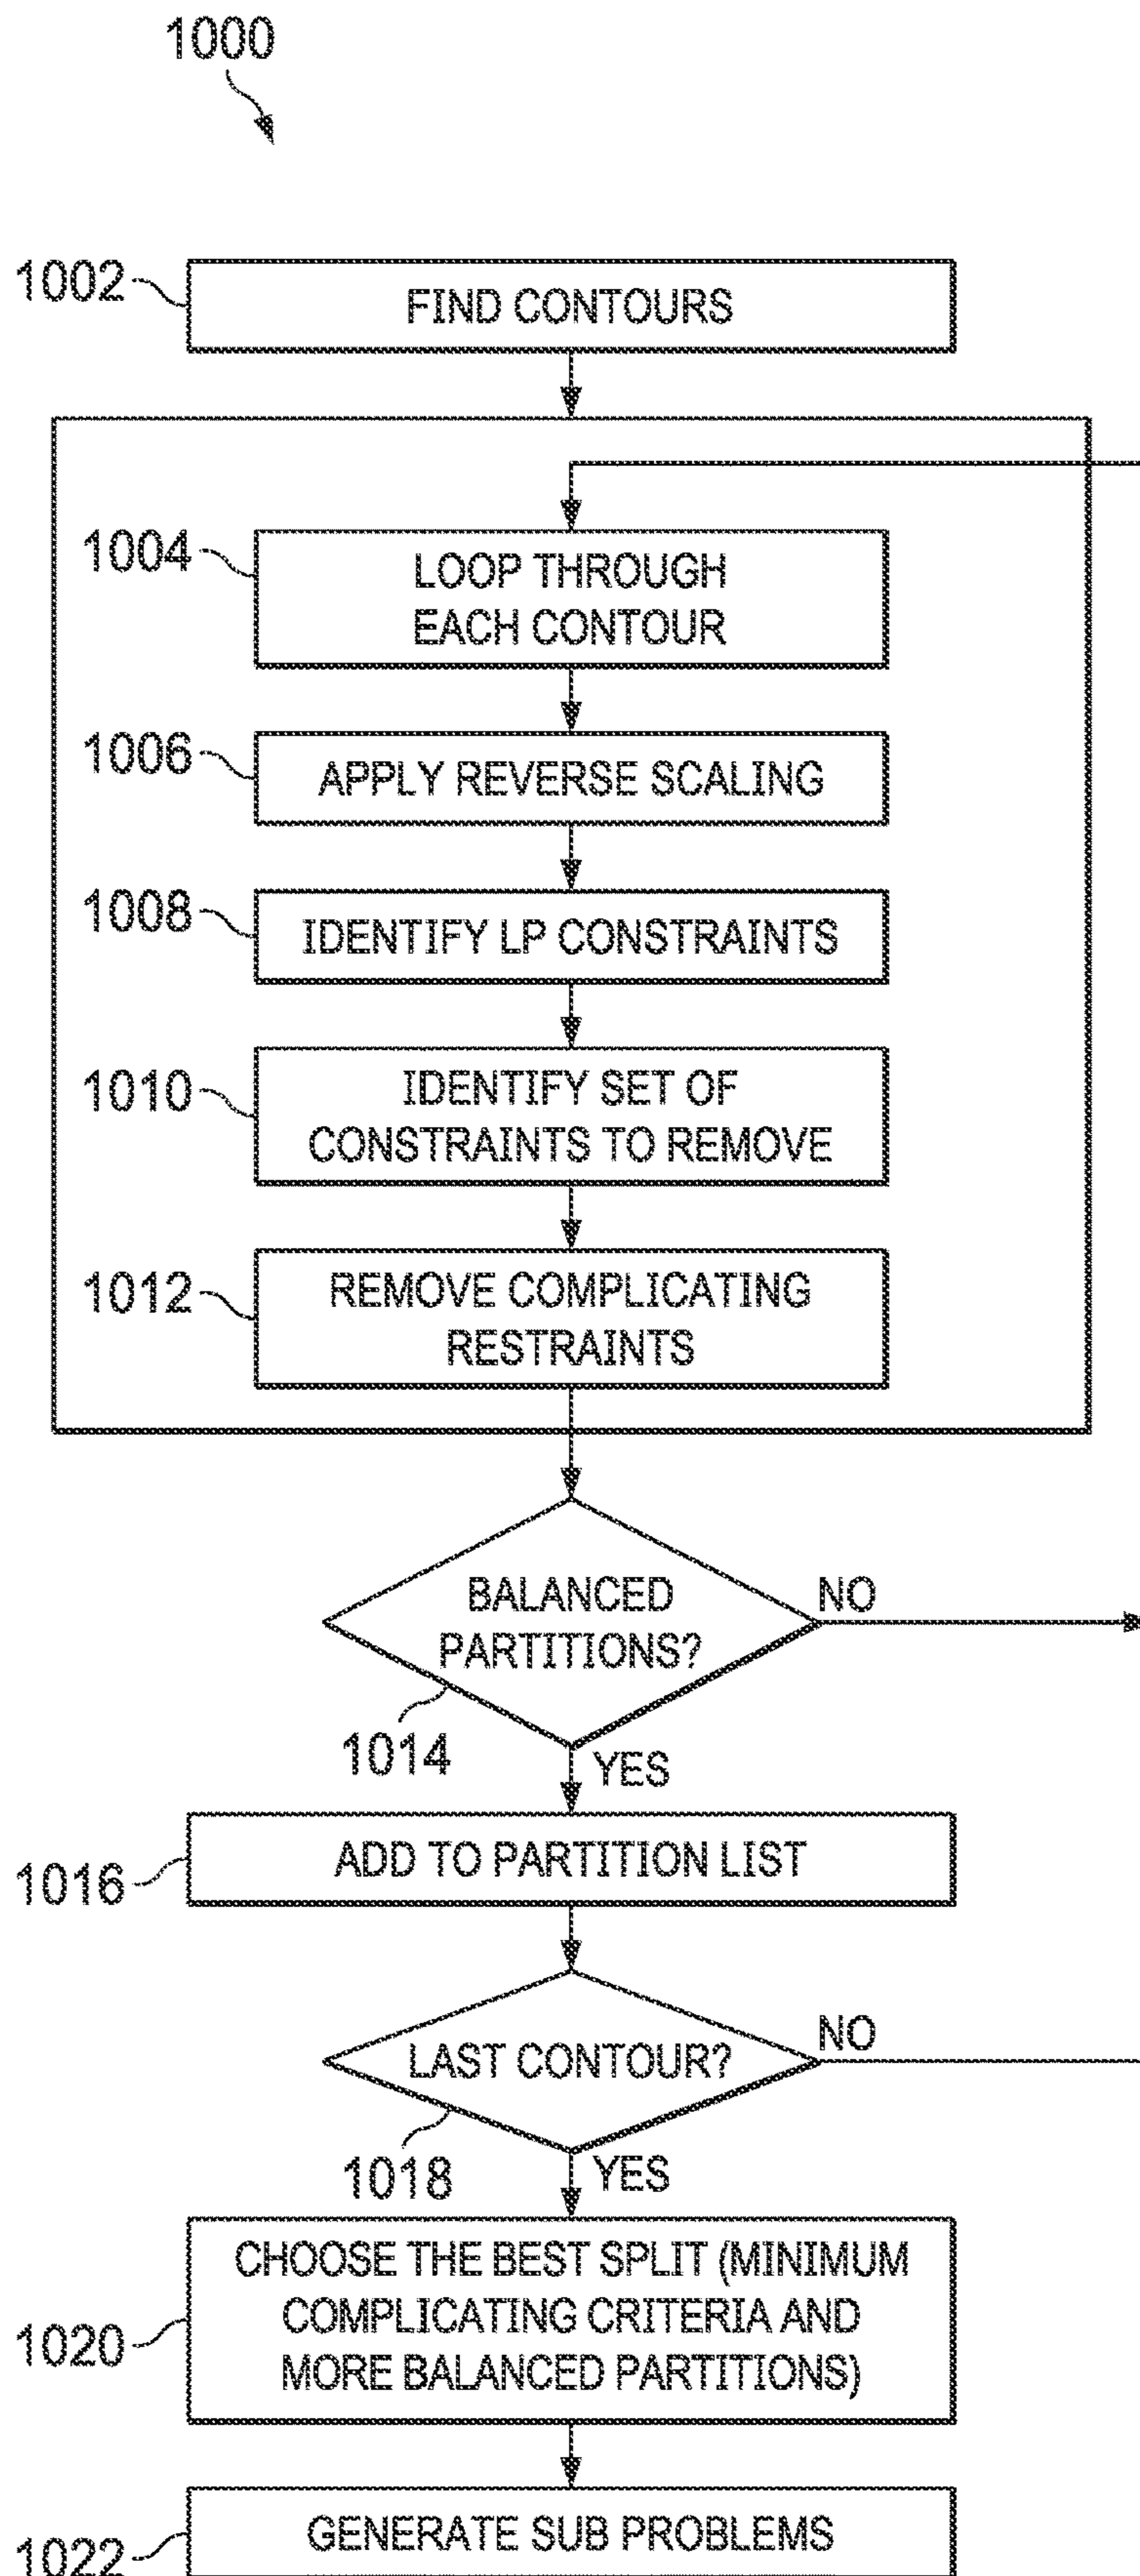 1000
1002
FIND CONTOURS
1004
LOOP THROUGH
EACH CONTOUR
1006
APPLY REVERSE SCALING
1008
IDENTIFY LP CONSTRAINTS
1010
IDENTIFY SET OF
CONSTRAINTS TO REMOVE
1012
REMOVE COMPLICATING
RESTRAINTS
BALANCED
PARTITIONS?
NO
1014
YES
1016
ADD TO PARTITION LIST
LAST CONTOUR?
NO
1018
YES
1020
CHOOSE THE BEST SPLIT (MINIMUM
COMPLICATING CRITERIA AND
MORE BALANCED PARTITIONS)
1022
GENERATE SUB PROBLEMS